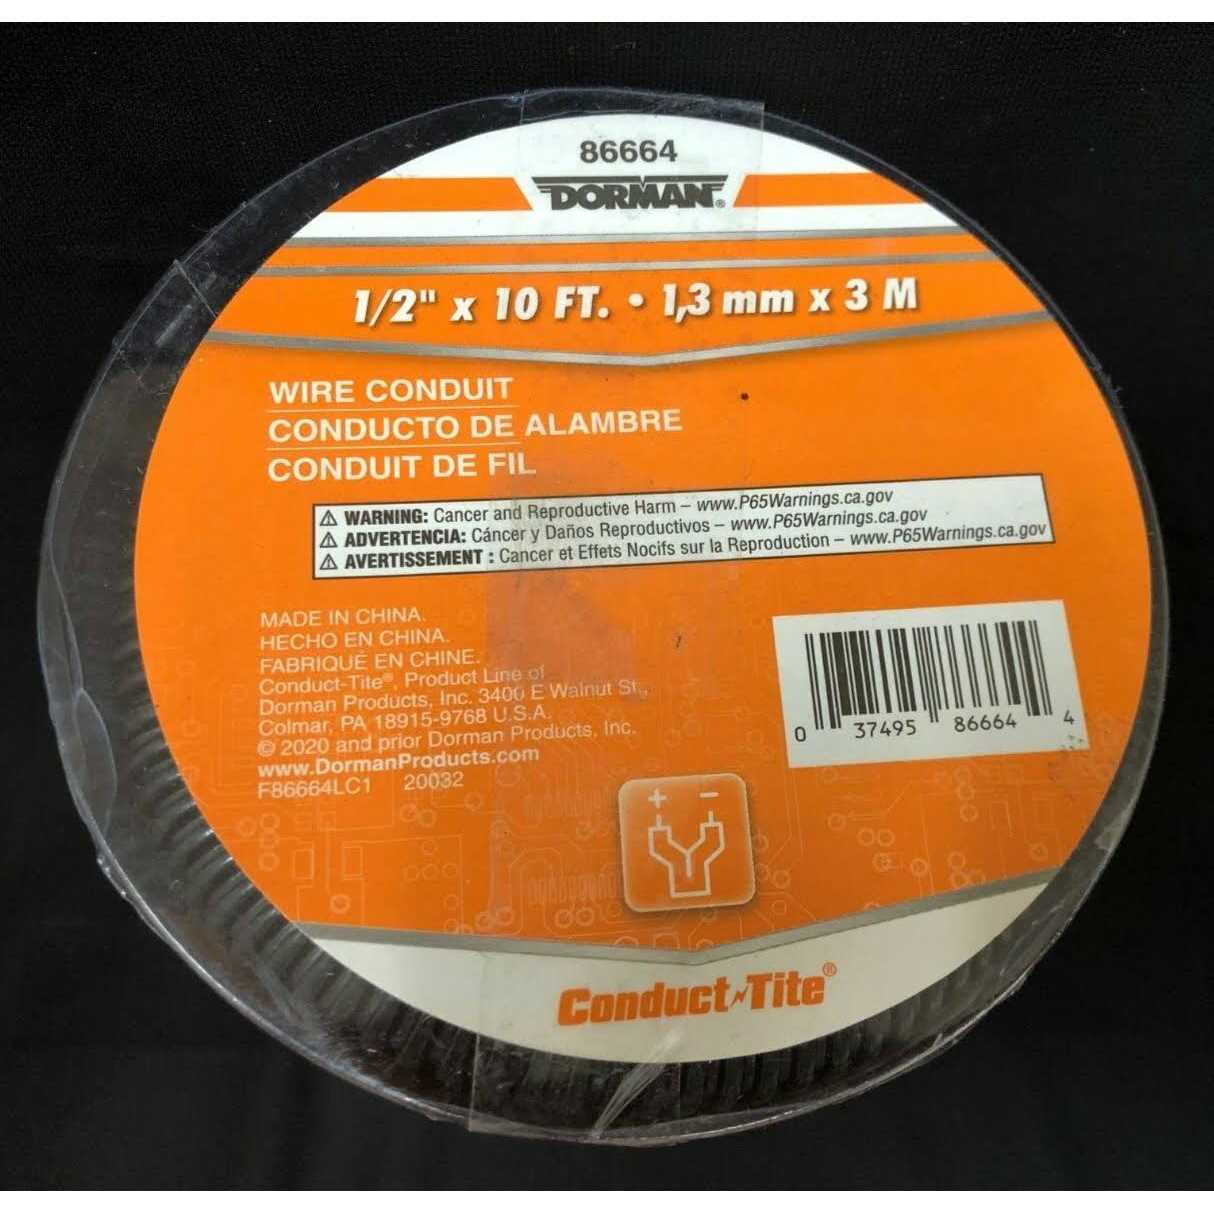 86664
DORMAN®
1/2" x 10 FT. • 1,3 mm x 3 M
WIRE CONDUIT
CONDUCTO DE ALAMBRE
CONDUIT DE FIL
⚠ WARNING: Cancer and Reproductive Harm – www.P65Warnings.ca.gov
⚠ ADVERTENCIA: Cáncer y Daños Reproductivos – www.P65Warnings.ca.gov
⚠ AVERTISSEMENT : Cancer et Effets Nocifs sur la Reproduction – www.P65Warnings.ca.gov
MADE IN CHINA.
HECHO EN CHINA.
FABRIQUÉ EN CHINE.
Conduct-Tite®, Product Line of
Dorman Products, Inc. 3400 E Walnut St.,
Colmar, PA 18915-9768 U.S.A.
© 2020 and prior Dorman Products, Inc.
www.DormanProducts.com
F86664LC1 20032
0 37495 86664 4
+ −
Conduct-Tite®